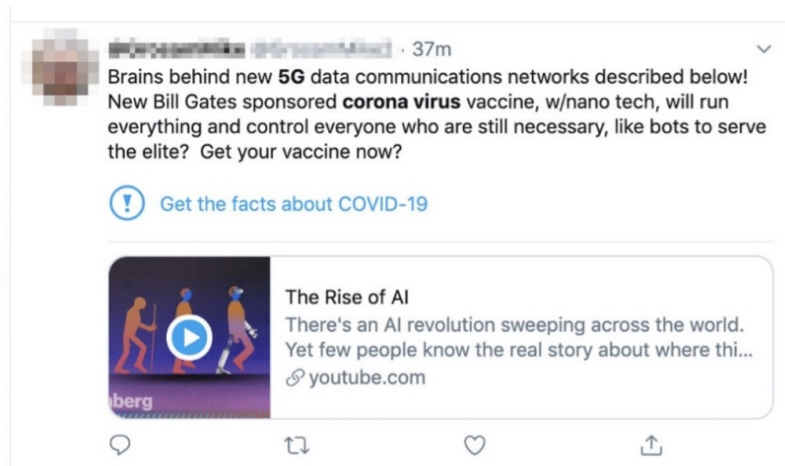 · 37m
Brains behind new 5G data communications networks described below!
New Bill Gates sponsored corona virus vaccine, w/nano tech, will run
everything and control everyone who are still necessary, like bots to serve
the elite?  Get your vaccine now?
Get the facts about COVID-19
The Rise of AI
There's an AI revolution sweeping across the world.
Yet few people know the real story about where thi...
youtube.com
berg